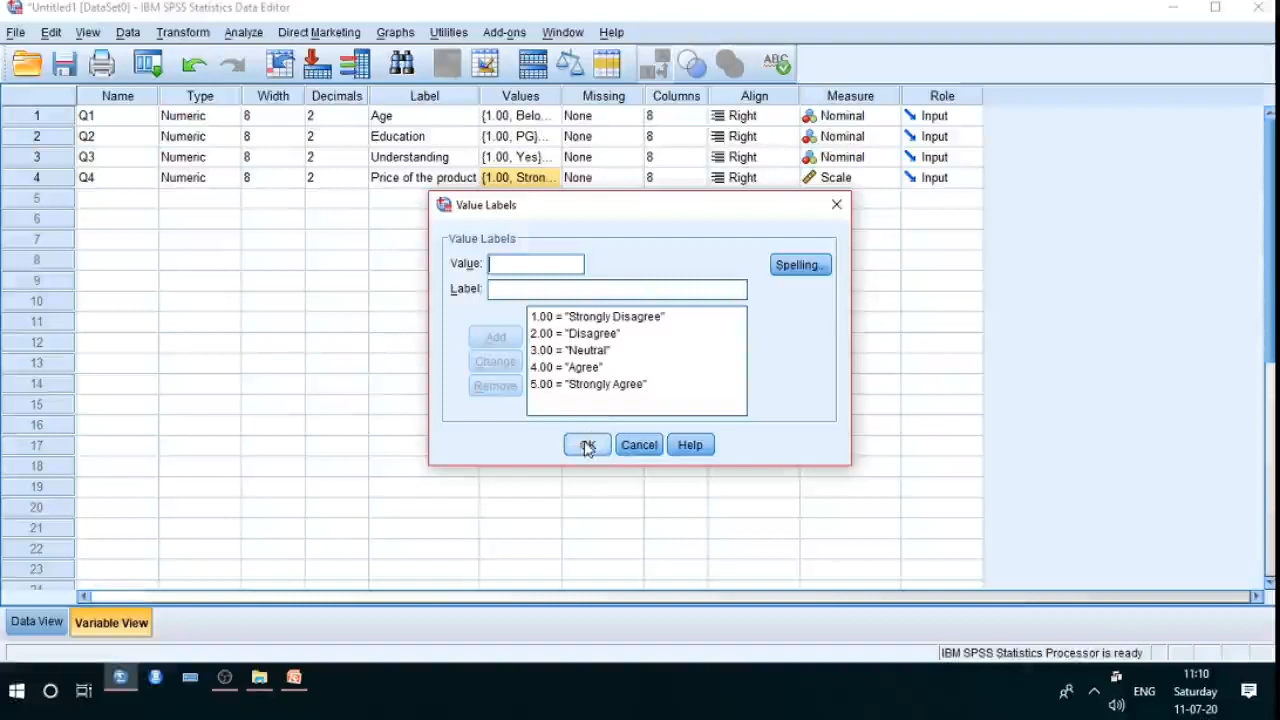 *Untitled1 [DataSet0] - IBM SPSS Statistics Data Editor
File Edit View Data Transform Analyze Direct Marketing Graphs Utilities Add-ons Window Help
Name Type Width Decimals Label Values Missing Columns Align Measure Role
1 Q1 Numeric 8 2 Age {1.00, Belo... None 8 Right Nominal Input
2 Q2 Numeric 8 2 Education {1.00, PG}... None 8 Right Nominal Input
3 Q3 Numeric 8 2 Understanding {1.00, Yes}... None 8 Right Nominal Input
4 Q4 Numeric 8 2 Price of the product {1.00, Stron... None 8 Right Scale Input
5
6
7
8
9
10
11
12
13
14
15
16
17
18
19
20
21
22
23
Value Labels
Value Labels
Value:
Spelling...
Label:
1.00 = "Strongly Disagree"
2.00 = "Disagree"
3.00 = "Neutral"
4.00 = "Agree"
5.00 = "Strongly Agree"
Add
Change
Remove
OK Cancel Help
Data View Variable View
IBM SPSS Statistics Processor is ready
ABC
ENG
11:10
Saturday
11-07-20